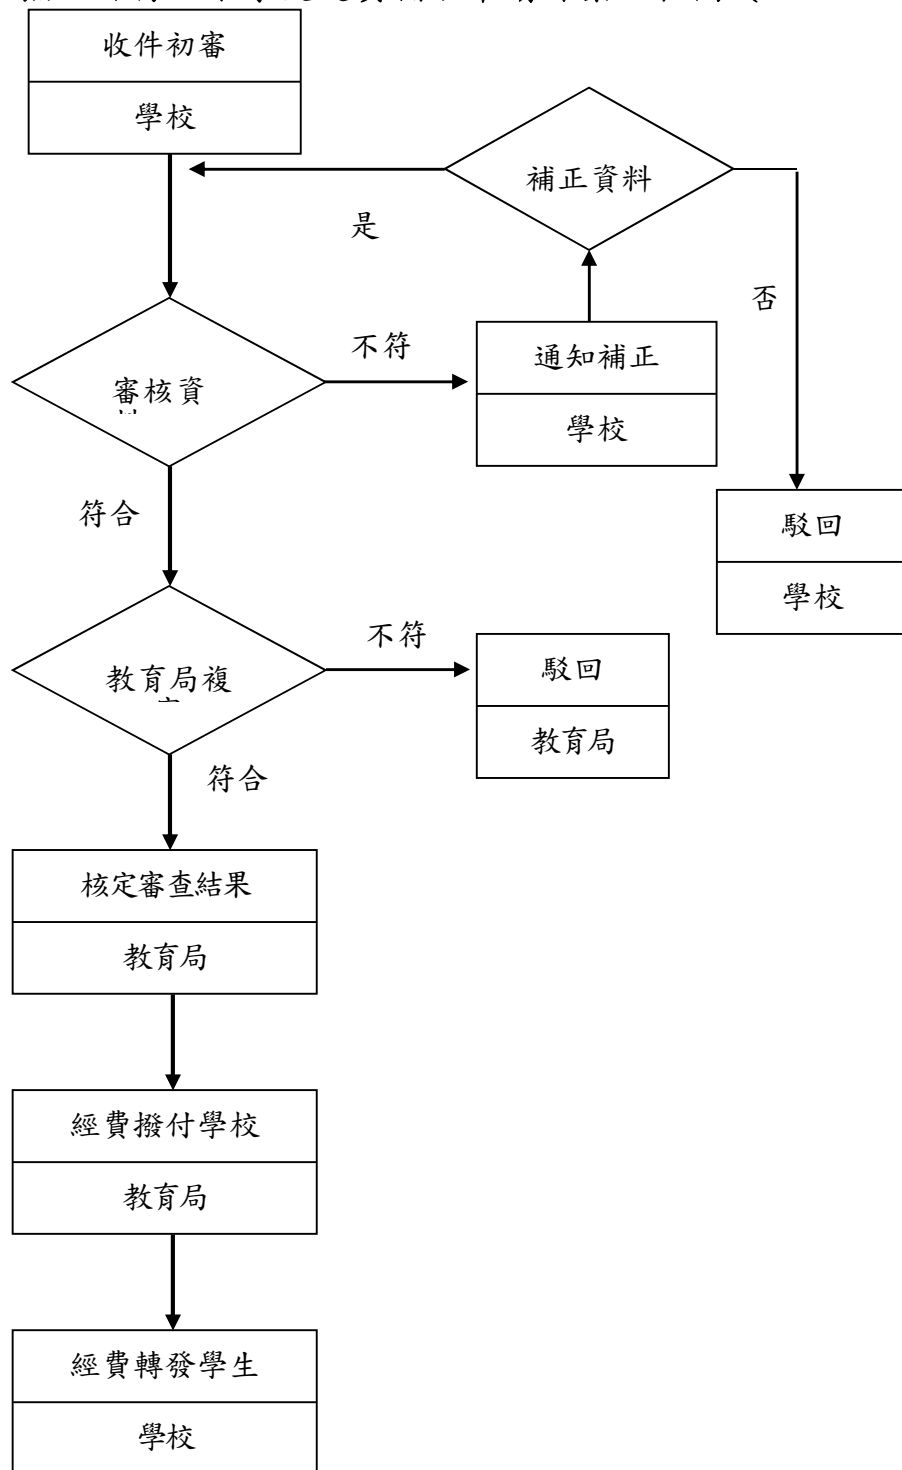 收件初審
學校
補正資料
是
否
不符
通知補正
審核資
學校
符合
駁回
學校
不符
駁回
教育局複
教育局
符合
核定審查結果
教育局
經費撥付學校
教育局
經費轉發學生
學校